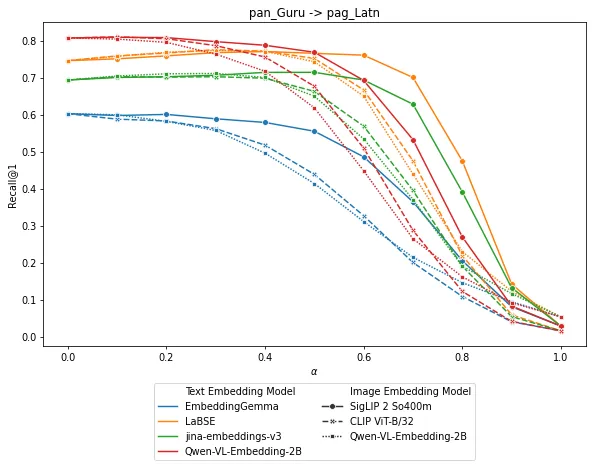 pan_Guru -> pag_Latn
Recall@1
0.8
0.7
0.6
0.5
0.4
0.3
0.2
0.1
0.0
0.0 0.2 0.4 0.6 0.8 1.0
α
Text Embedding Model
EmbeddingGemma
LaBSE
jina-embeddings-v3
Qwen-VL-Embedding-2B
Image Embedding Model
SigLIP 2 So400m
CLIP ViT-B/32
Qwen-VL-Embedding-2B